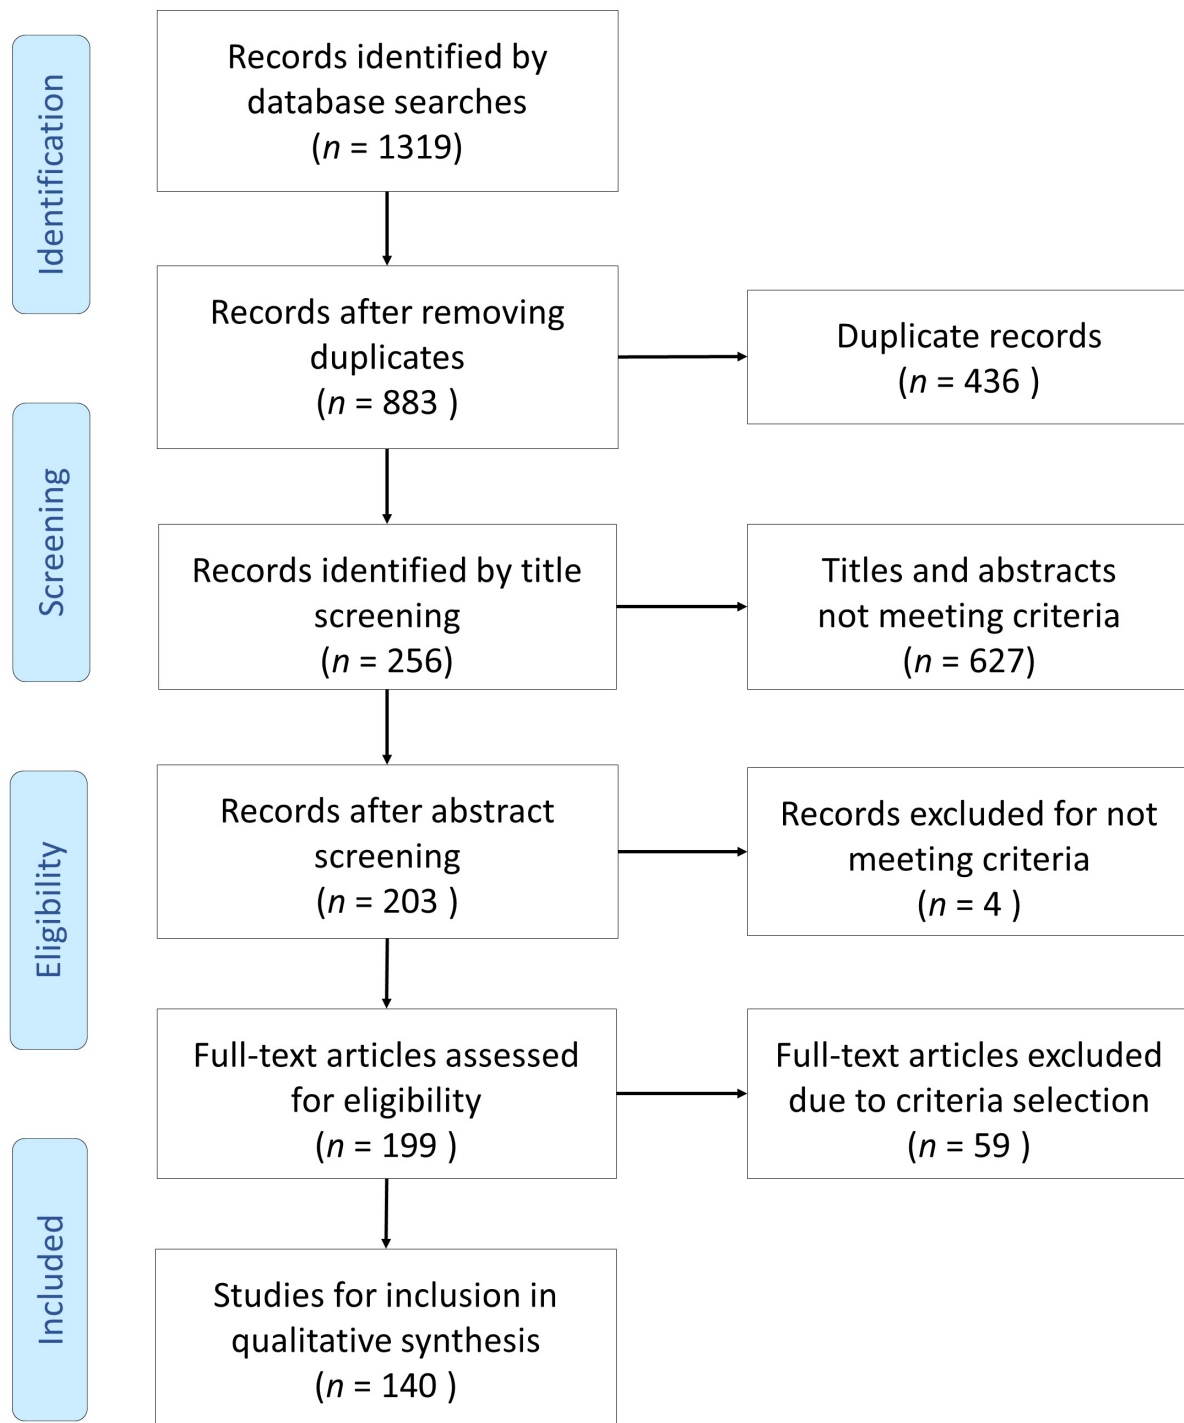 Identification
Records identified by
database searches
(n = 1319)
Records after removing
duplicates
(n = 883 )
Duplicate records
(n = 436 )
Screening
Records identified by title
screening
(n = 256)
Titles and abstracts
not meeting criteria
(n = 627)
Eligibility
Records after abstract
screening
(n = 203 )
Records excluded for not
meeting criteria
(n = 4 )
Full-text articles assessed
for eligibility
(n = 199 )
Full-text articles excluded
due to criteria selection
(n = 59 )
Included
Studies for inclusion in
qualitative synthesis
(n = 140 )